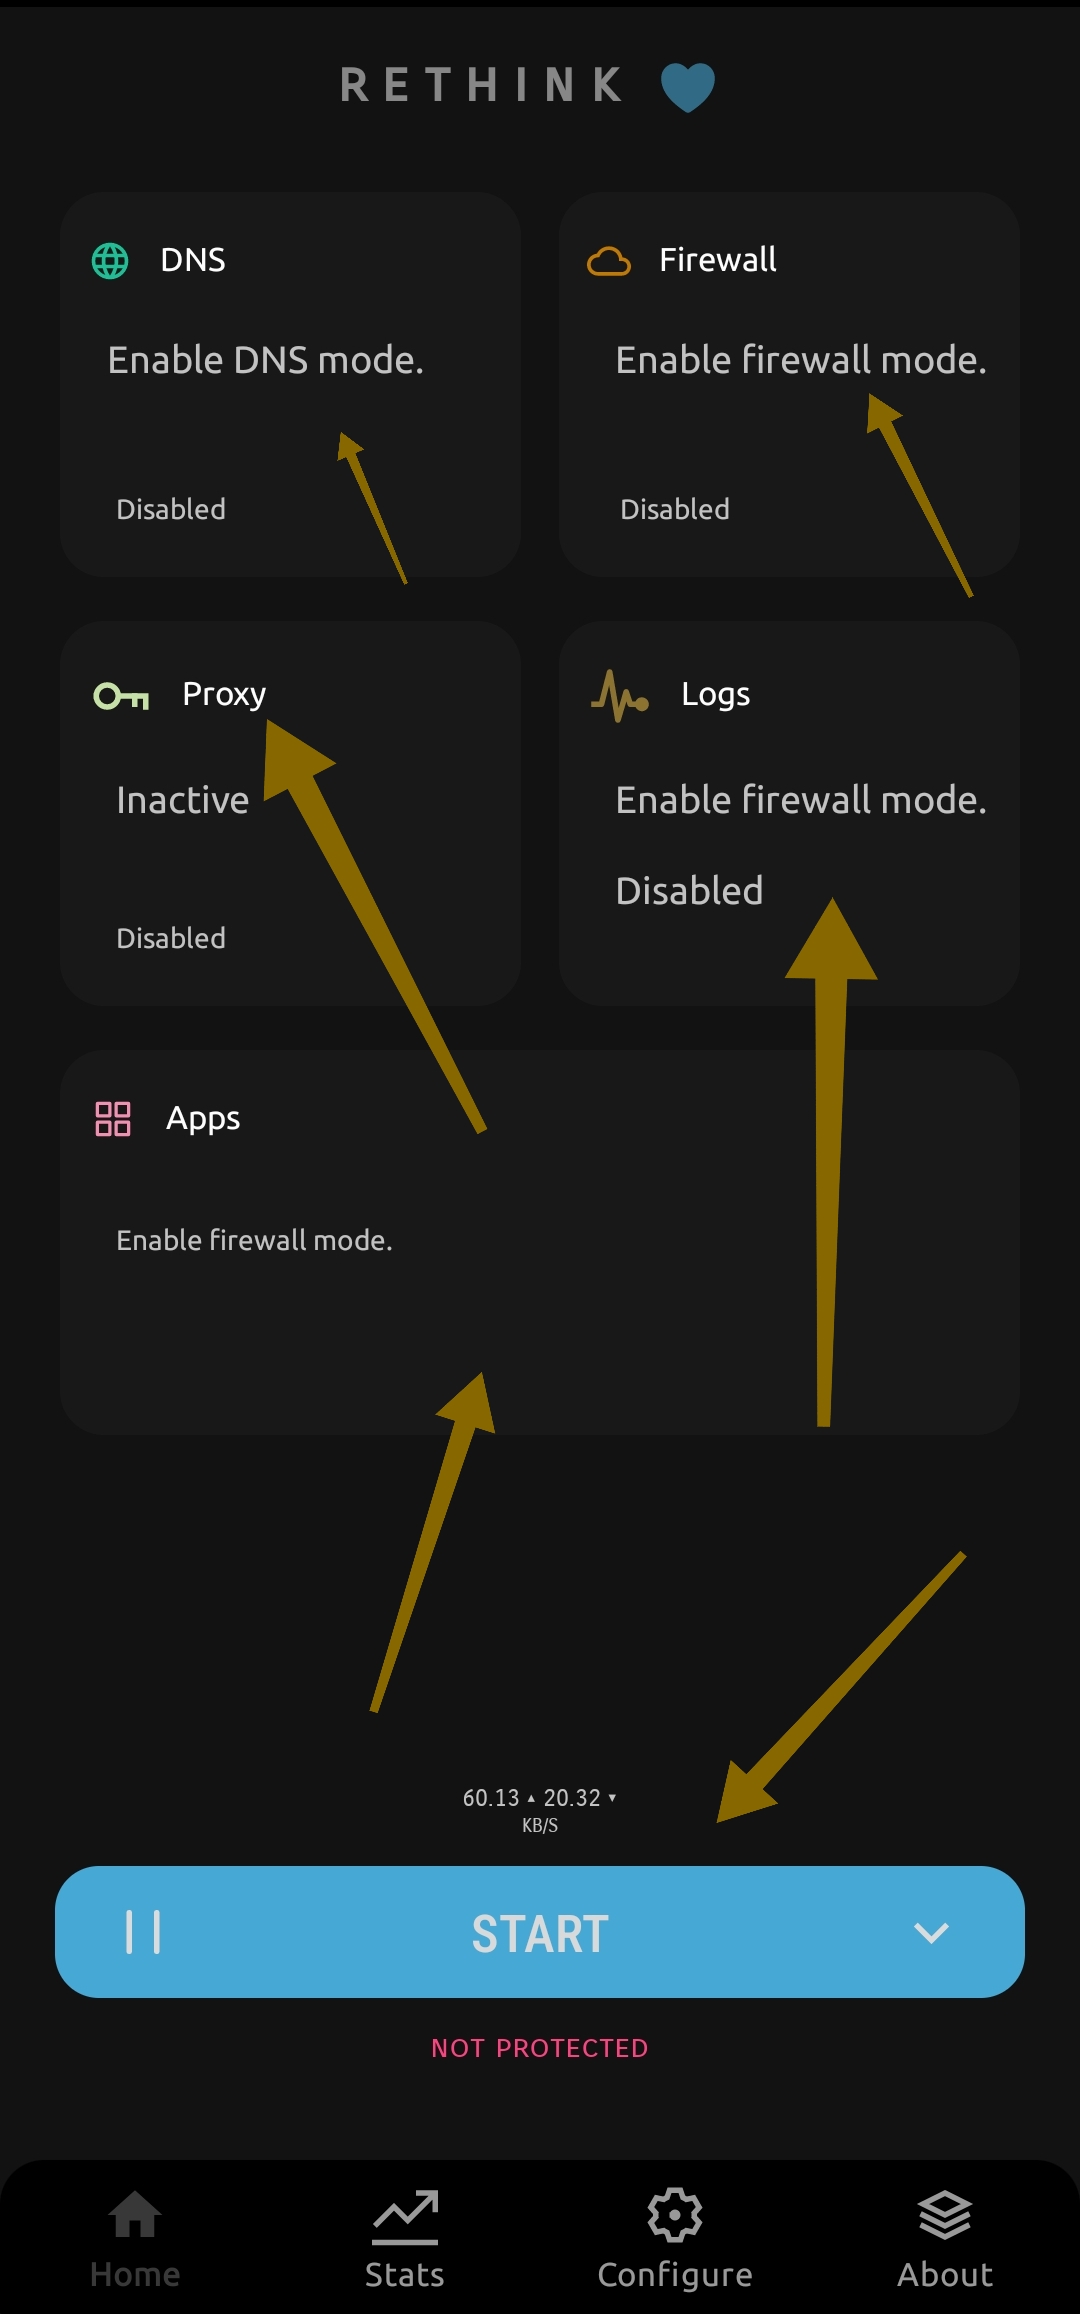 RETHINK
DNS
Enable DNS mode.
Disabled
Firewall
Enable firewall mode.
Disabled
Proxy
Inactive
Disabled
Logs
Enable firewall mode.
Disabled
Apps
Enable firewall mode.
60.13 ▲ 20.32 ▼
KB/S
START
NOT PROTECTED
Home
Stats
Configure
About